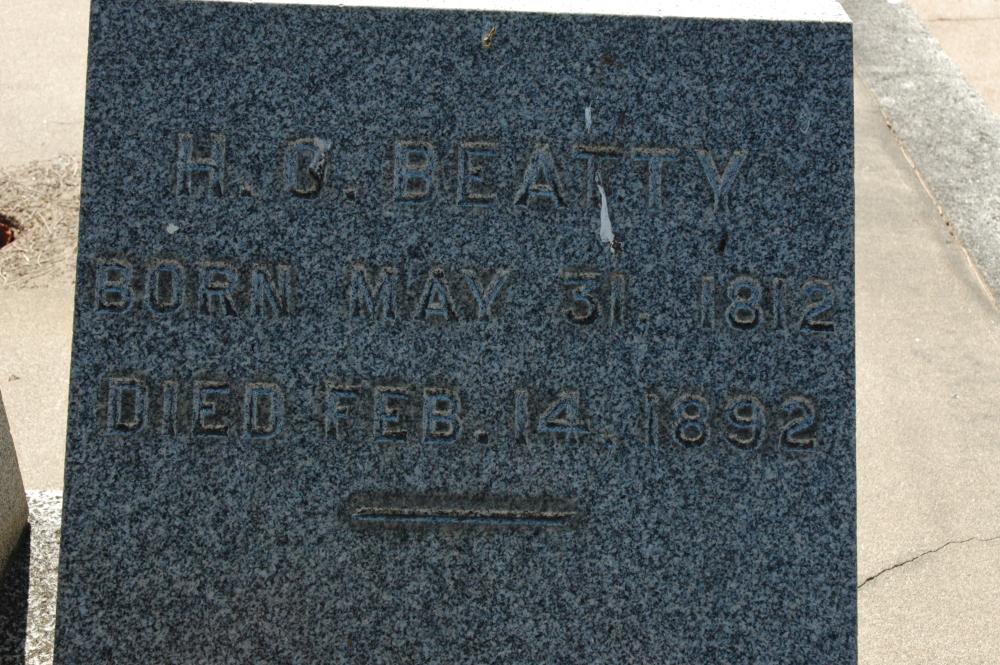 H. C. BEATTY
BORN MAY 31, 1812
DIED FEB. 14, 1892